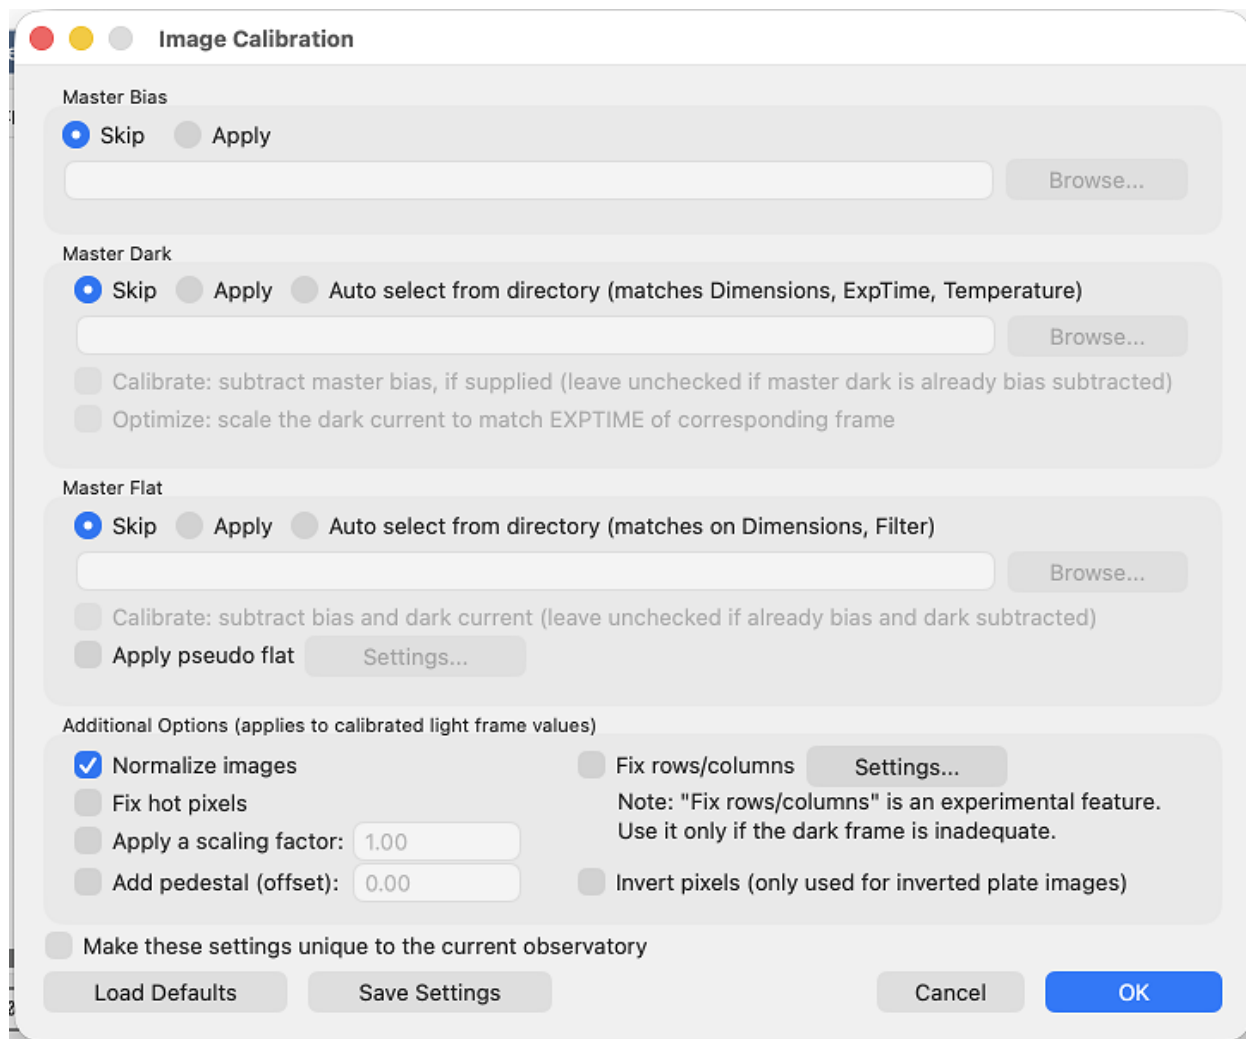 Image Calibration
Master Bias
Skip Apply
Browse...
Master Dark
Skip Apply Auto select from directory (matches Dimensions, ExpTime, Temperature)
Browse...
Calibrate: subtract master bias, if supplied (leave unchecked if master dark is already bias subtracted)
Optimize: scale the dark current to match EXPTIME of corresponding frame
Master Flat
Skip Apply Auto select from directory (matches on Dimensions, Filter)
Browse...
Calibrate: subtract bias and dark current (leave unchecked if already bias and dark subtracted)
Apply pseudo flat Settings...
Additional Options (applies to calibrated light frame values)
Normalize images
Fix hot pixels
Apply a scaling factor: 1.00
Add pedestal (offset): 0.00
Fix rows/columns Settings...
Note: "Fix rows/columns" is an experimental feature.
Use it only if the dark frame is inadequate.
Invert pixels (only used for inverted plate images)
Make these settings unique to the current observatory
Load Defaults Save Settings Cancel OK